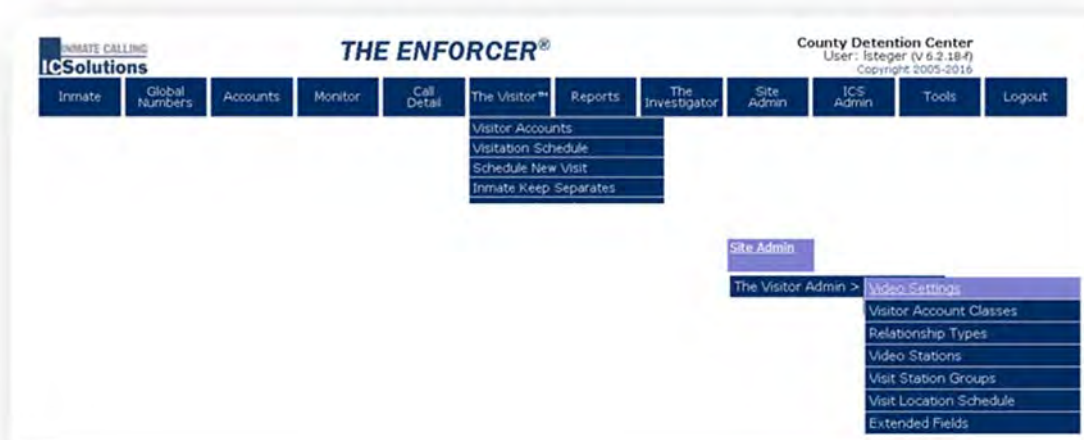 INMATE CALLING
ICSolutions
THE ENFORCER®
County Detention Center
User: lsteger (v 6.2.18-f)
Copyright 2005-2016
Inmate
Global Numbers
Accounts
Monitor
Call Detail
The Visitor™
Reports
The Investigator
Site Admin
ICS Admin
Tools
Logout
Visitor Accounts
Visitation Schedule
Schedule New Visit
Inmate Keep Separates
Site Admin
The Visitor Admin >
Video Settings
Visitor Account Classes
Relationship Types
Video Stations
Visit Station Groups
Visit Location Schedule
Extended Fields